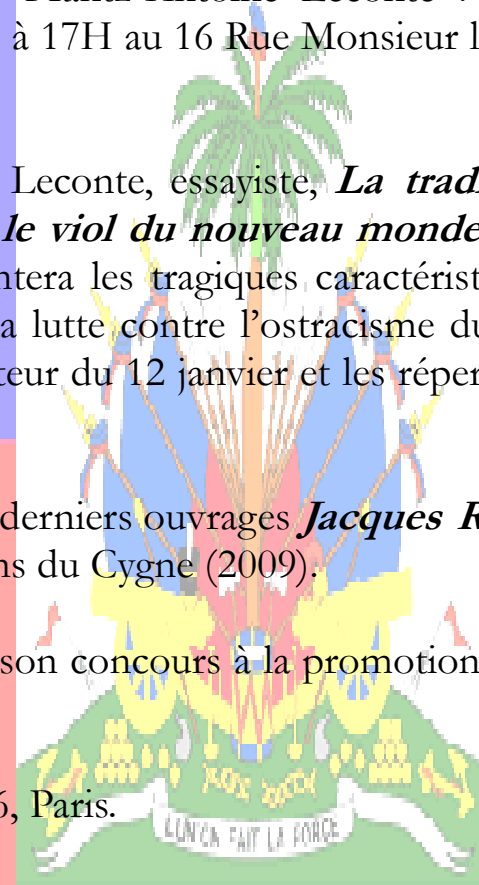 Frantz-Antoine Leconte
à 17H au 16 Rue Monsieur l
Leconte, essayiste, La trad
le viol du nouveau monde
ntera les tragiques caractérist
a lutte contre l’ostracisme du
teur du 12 janvier et les réper
derniers ouvrages Jacques R
ns du Cygne (2009).
son concours à la promotion
6, Paris.
L'UNION FAIT LA FORCE